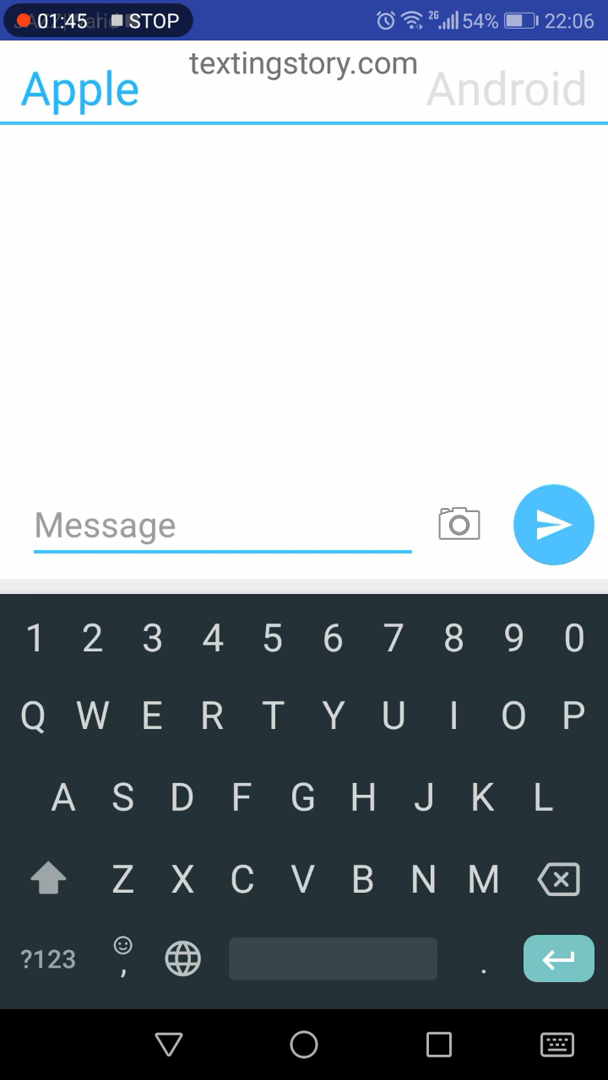 01:45 STOP 2G 54% 22:06
textingstory.com
Apple Android
Message
1 2 3 4 5 6 7 8 9 0
Q W E R T Y U I O P
A S D F G H J K L
Z X C V B N M
?123 , .